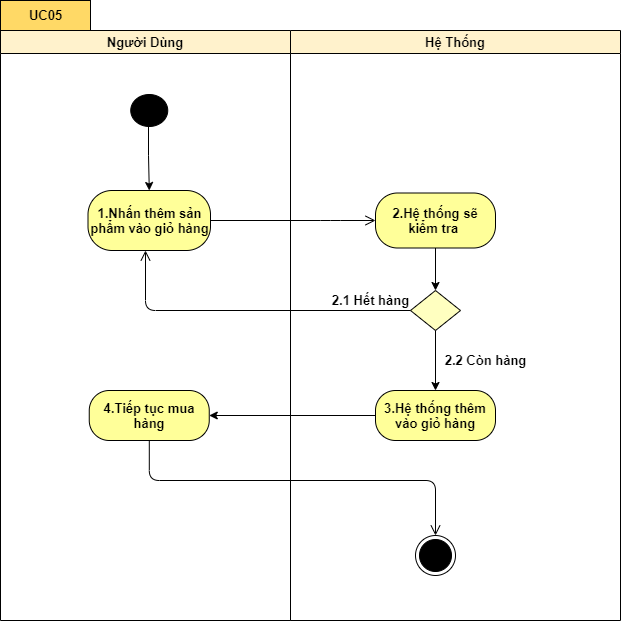 UC05
Người Dùng
Hệ Thống
1.Nhấn thêm sản
phẩm vào giỏ hàng
2.Hệ thống sẽ
kiểm tra
2.1 Hết hàng
2.2 Còn hàng
4.Tiếp tục mua
hàng
3.Hệ thống thêm
vào giỏ hàng